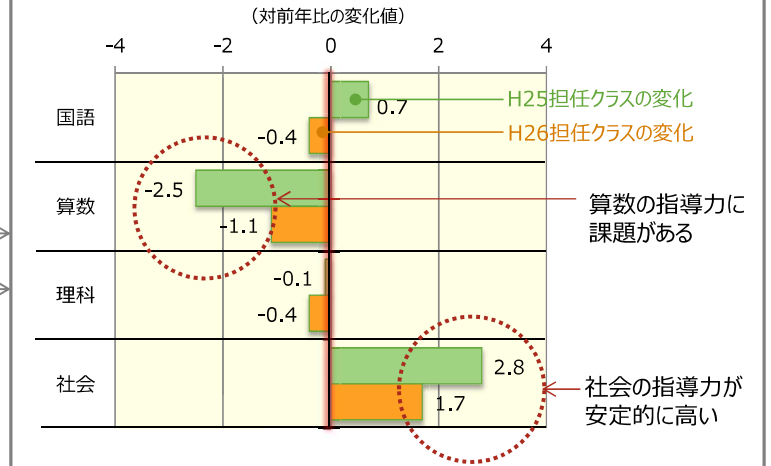 （対前年比の変化値）
-4 -2 0 2 4
国語
0.7
-0.4
H25担任クラスの変化
H26担任クラスの変化
算数
-2.5
-1.1
算数の指導力に
課題がある
理科
-0.1
-0.4
社会
2.8
1.7
社会の指導力が
安定的に高い